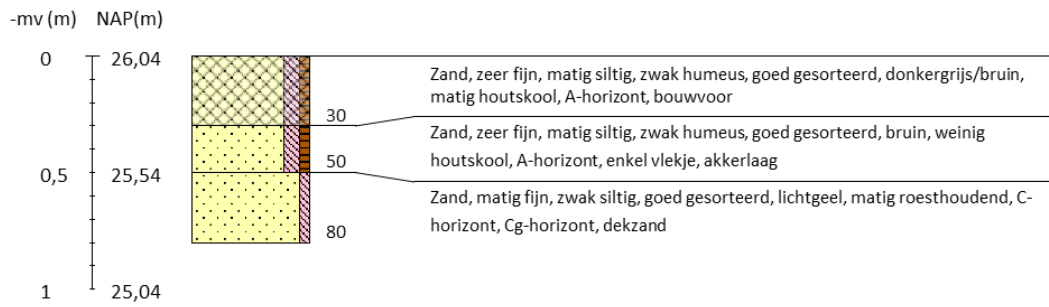 -mv (m) NAP(m)
0 26,04
Zand, zeer fijn, matig siltig, zwak humeus, goed gesorteerd, donkergrijs/bruin,
matig houtskool, A-horizont, bouwvoor
30
Zand, zeer fijn, matig siltig, zwak humeus, goed gesorteerd, bruin, weinig
houtskool, A-horizont, enkel vlekje, akkerlaag
50
0,5 25,54
Zand, matig fijn, zwak siltig, goed gesorteerd, lichtgeel, matig roesthoudend, C-
horizont, Cg-horizont, dekzand
80
1 25,04